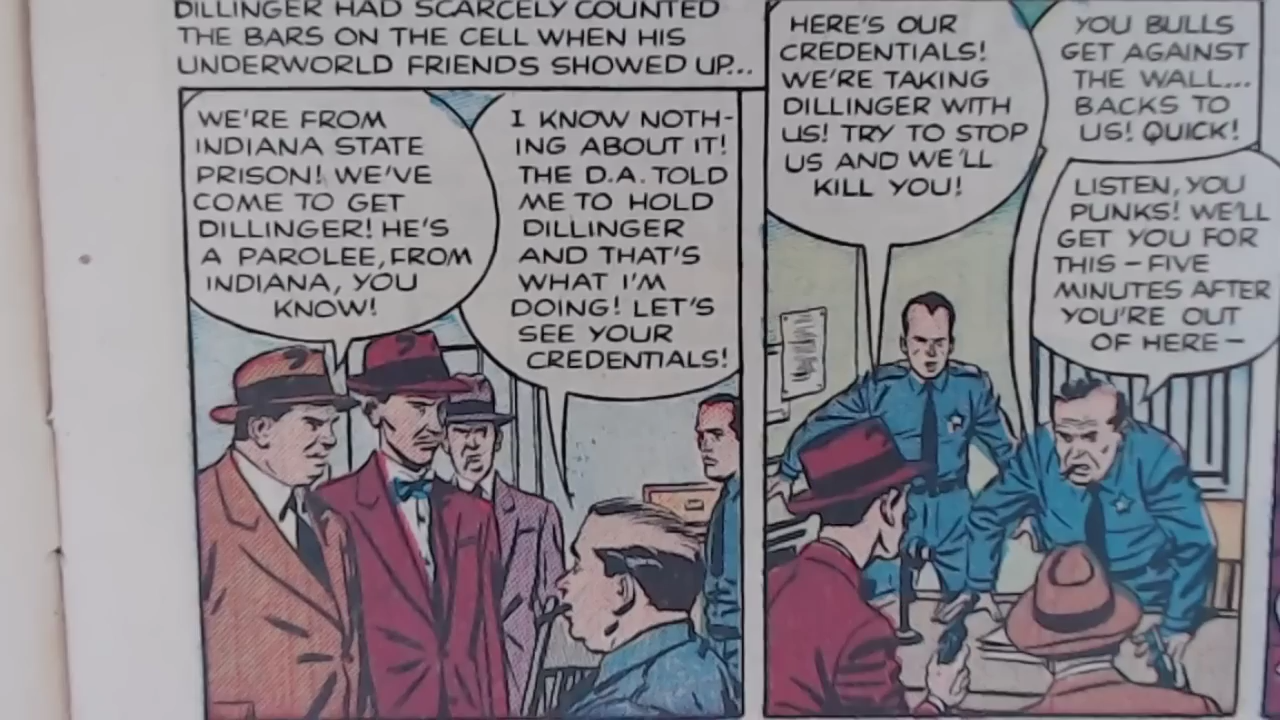 DILLINGER HAD SCARCELY COUNTED
THE BARS ON THE CELL WHEN HIS
UNDERWORLD FRIENDS SHOWED UP...
WE'RE FROM
INDIANA STATE
PRISON! WE'VE
COME TO GET
DILLINGER! HE'S
A PAROLEE, FROM
INDIANA, YOU
KNOW!
I KNOW NOTH-
ING ABOUT IT!
THE D.A. TOLD
ME TO HOLD
DILLINGER
AND THAT'S
WHAT I'M
DOING! LET'S
SEE YOUR
CREDENTIALS!
HERE'S OUR
CREDENTIALS!
WE'RE TAKING
DILLINGER WITH
US! TRY TO STOP
US AND WE'LL
KILL YOU!
YOU BULLS
GET AGAINST
THE WALL...
BACKS TO
US! QUICK!
LISTEN, YOU
PUNKS! WE'LL
GET YOU FOR
THIS - FIVE
MINUTES AFTER
YOU'RE OUT
OF HERE -